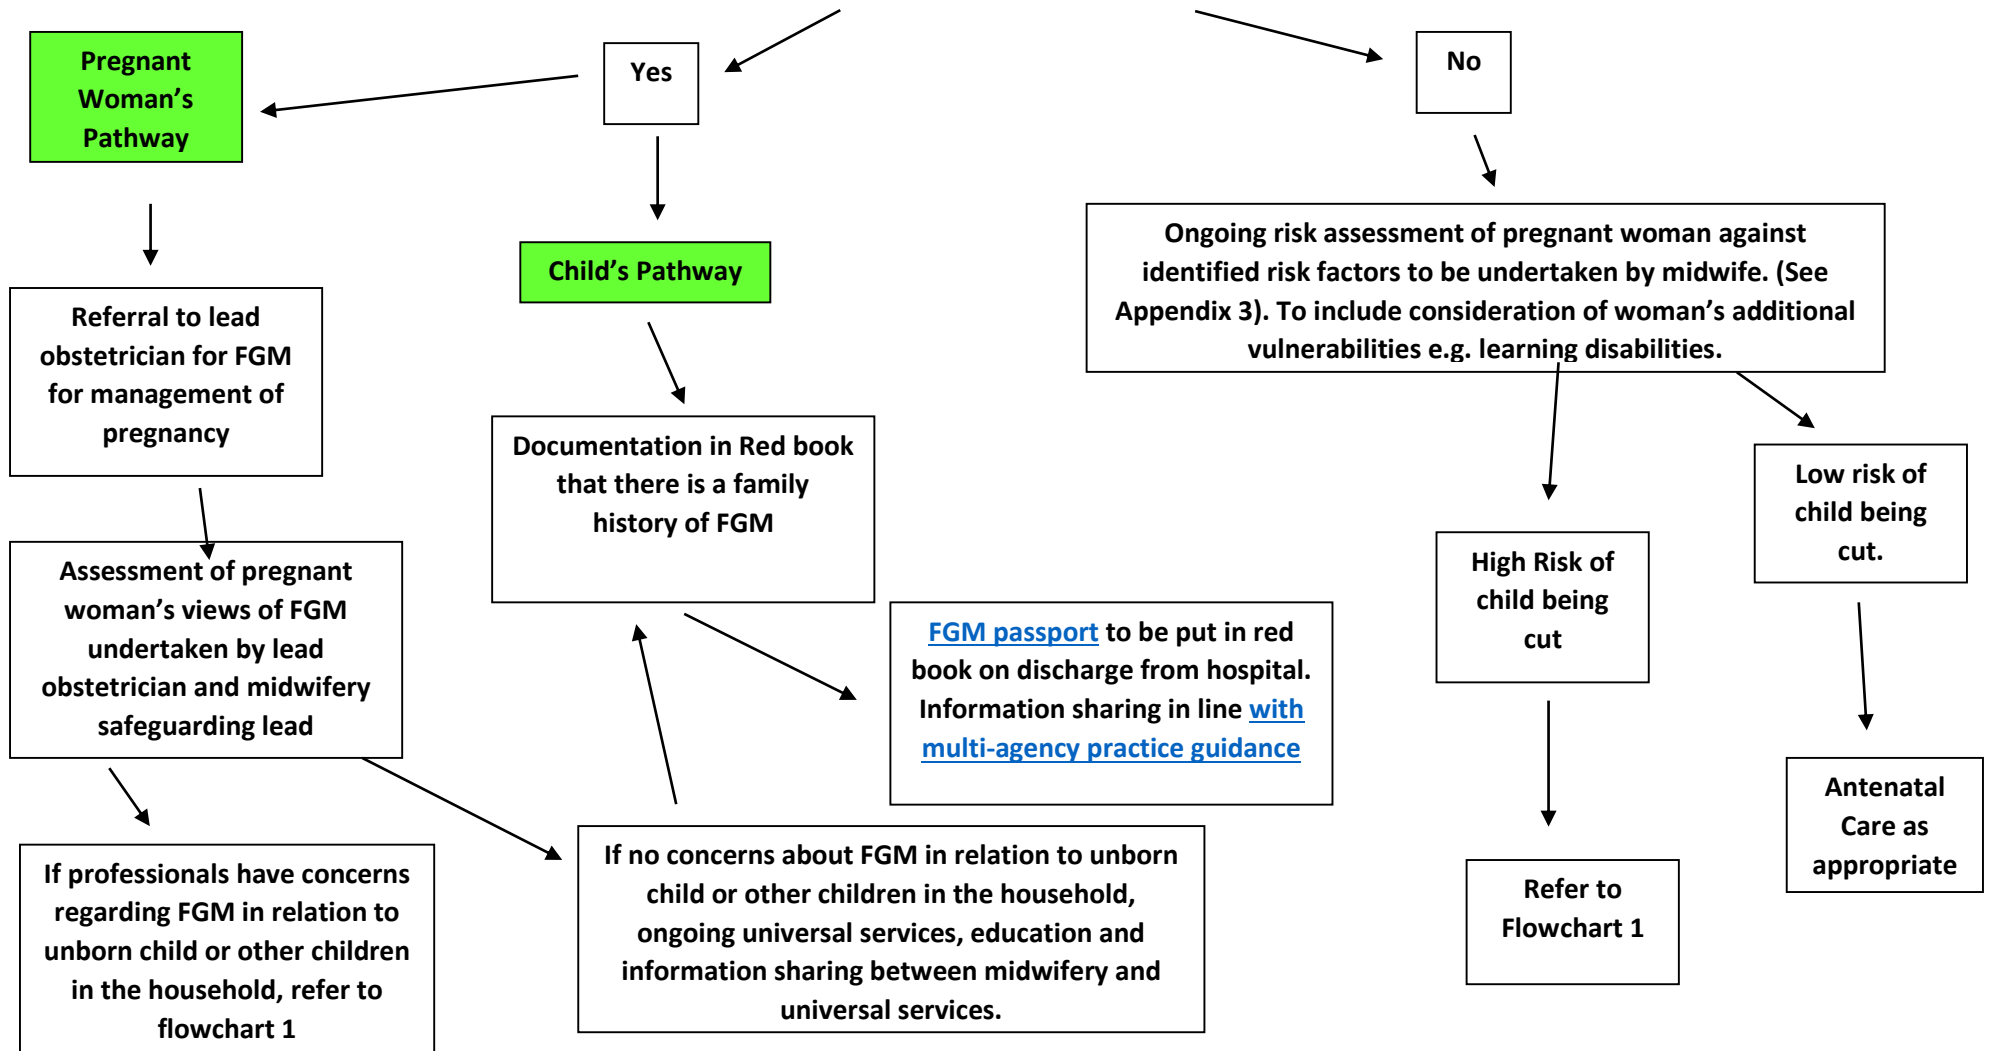 Pregnant
Woman’s
Pathway
Yes
No
Child’s Pathway
Ongoing risk assessment of pregnant woman against
identified risk factors to be undertaken by midwife. (See
Appendix 3). To include consideration of woman’s additional
vulnerabilities e.g. learning disabilities.
Referral to lead
obstetrician for FGM
for management of
pregnancy
Documentation in Red book
that there is a family
history of FGM
Low risk of
child being
cut.
High Risk of
child being
cut
Assessment of pregnant
woman’s views of FGM
undertaken by lead
obstetrician and midwifery
safeguarding lead
FGM passport to be put in red
book on discharge from hospital.
Information sharing in line with
multi-agency practice guidance
Antenatal
Care as
appropriate
If professionals have concerns
regarding FGM in relation to
unborn child or other children
in the household, refer to
flowchart 1
If no concerns about FGM in relation to unborn
child or other children in the household,
ongoing universal services, education and
information sharing between midwifery and
universal services.
Refer to
Flowchart 1